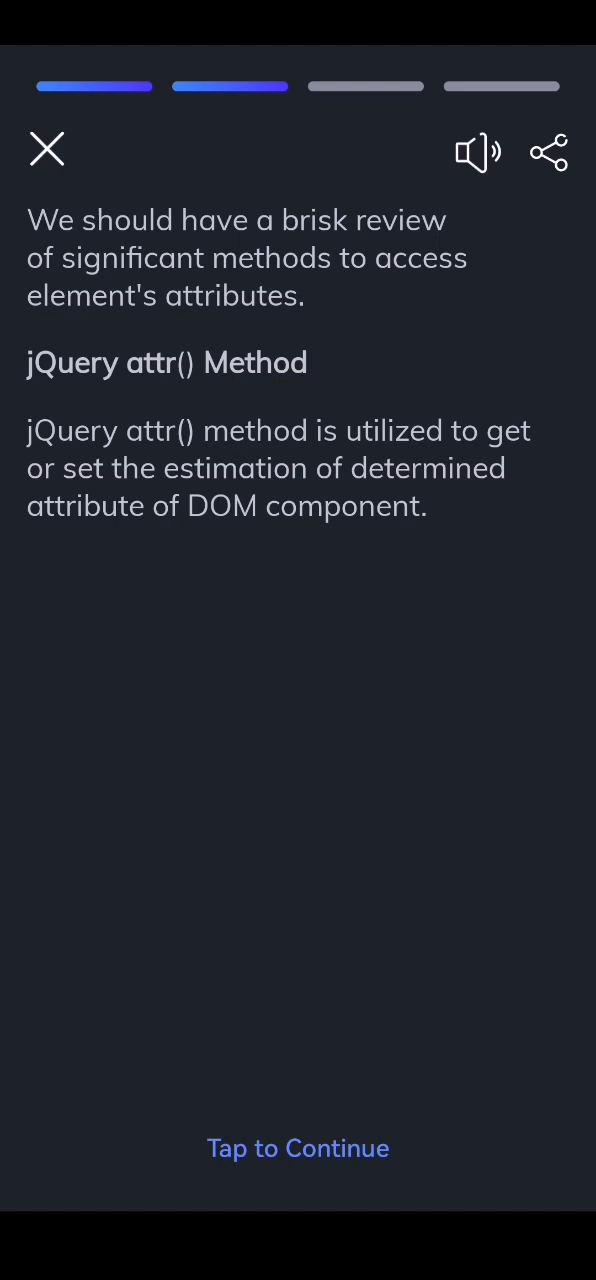 We should have a brisk review
of significant methods to access
element's attributes.
jQuery attr() Method
jQuery attr() method is utilized to get
or set the estimation of determined
attribute of DOM component.
Tap to Continue